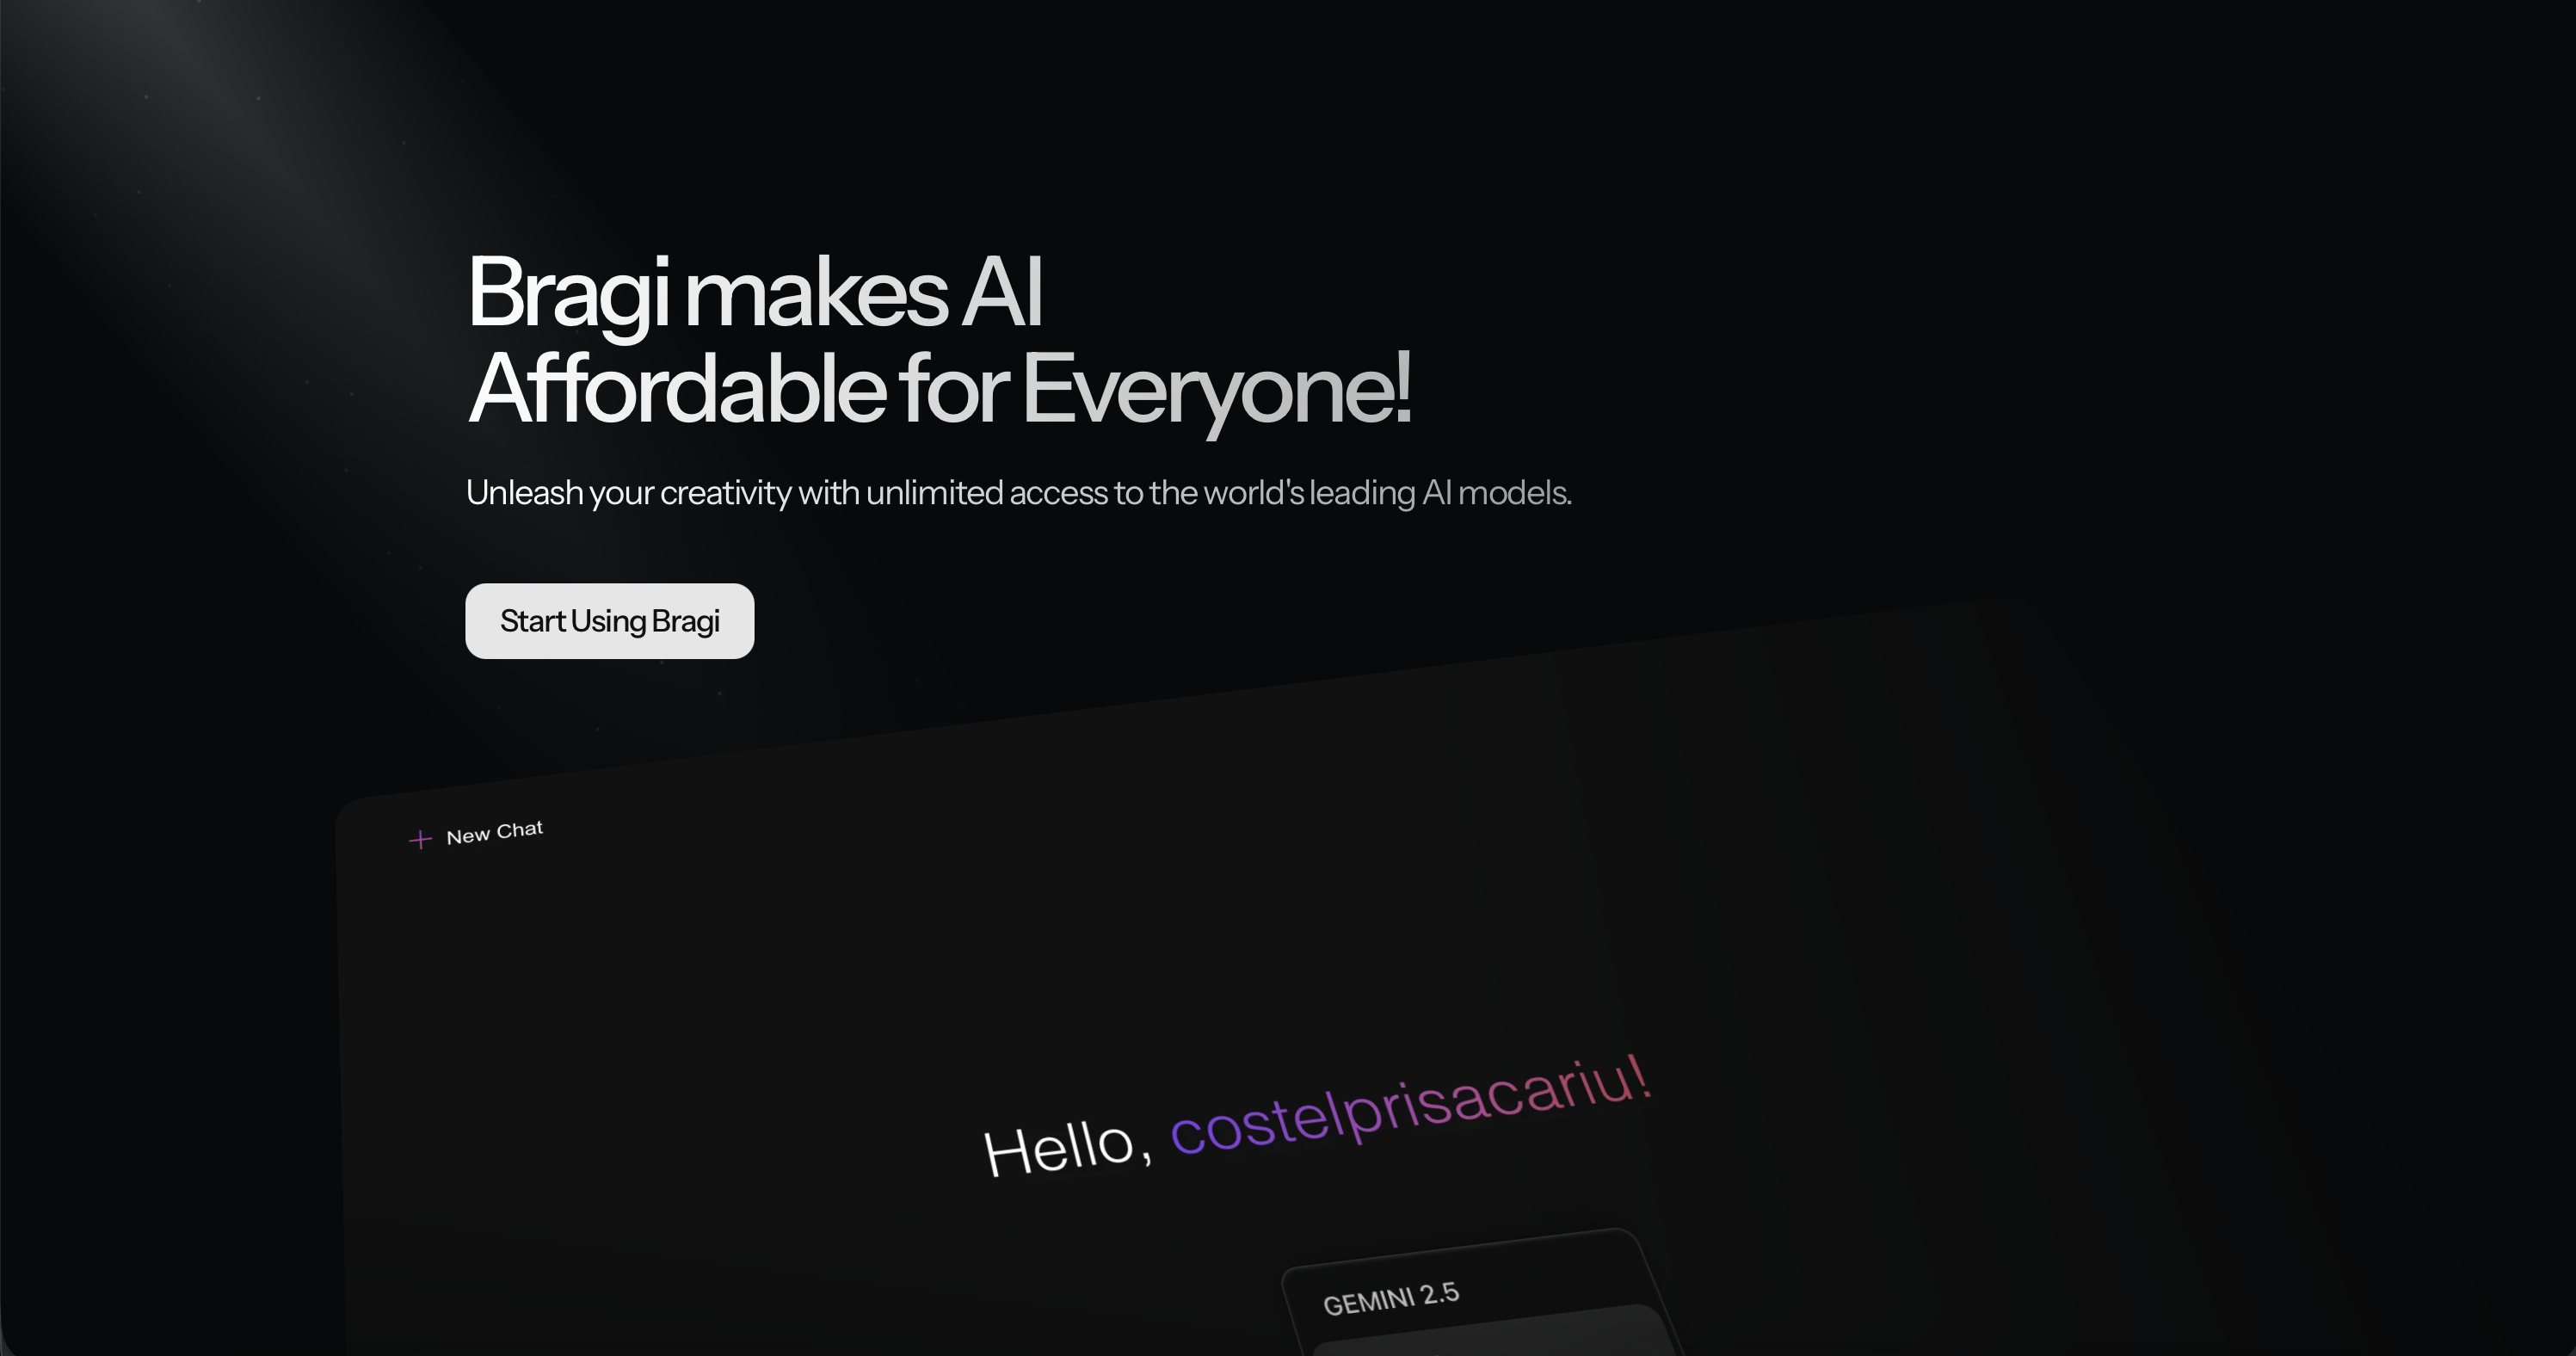 Bragi makes AI
Affordable for Everyone!
Unleash your creativity with unlimited access to the world's leading AI models.
Start Using Bragi
New Chat
Hello, costelprisacariu!
GEMINI 2.5